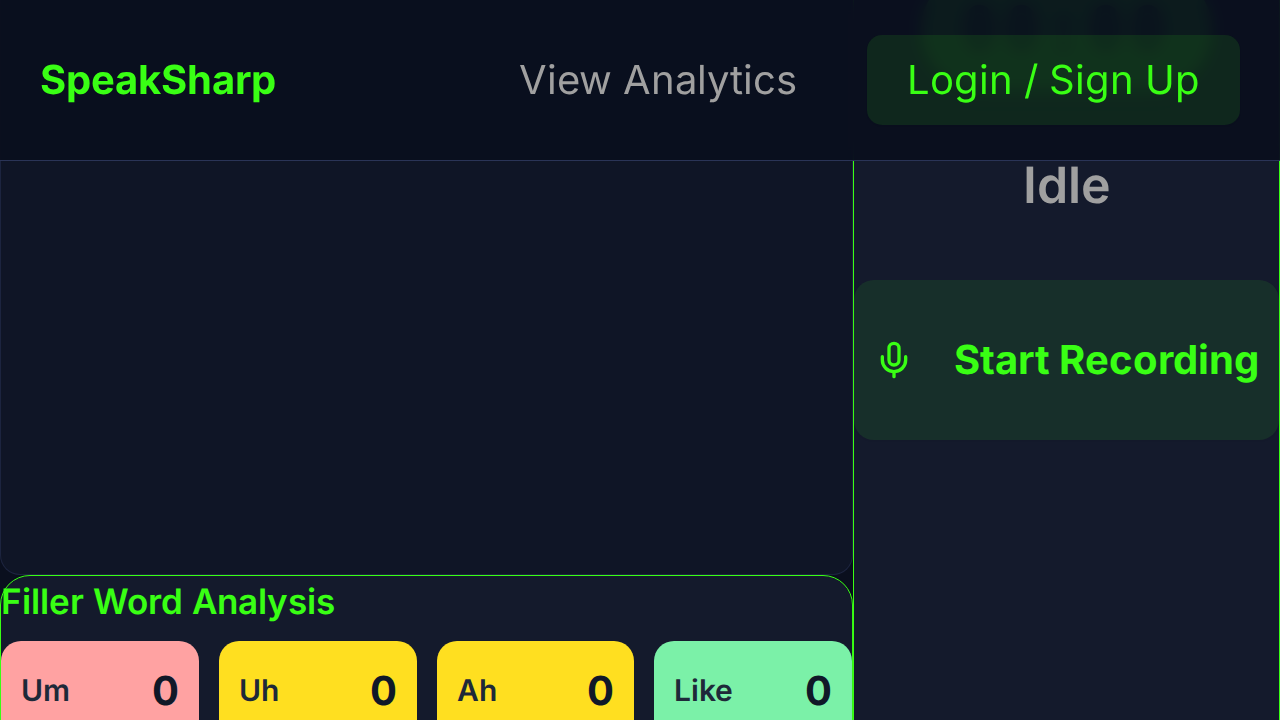 SpeakSharp
View Analytics
Login / Sign Up
Idle
Start Recording
Filler Word Analysis
Um 0
Uh 0
Ah 0
Like 0